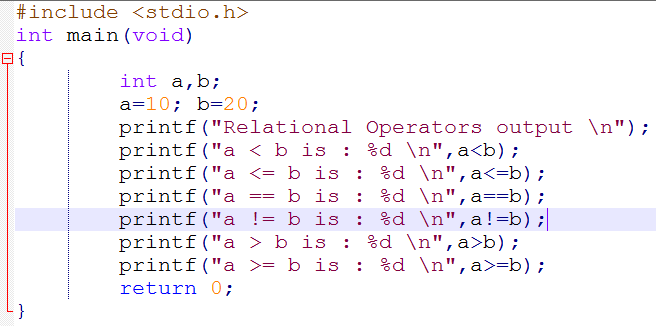 #include <stdio.h>
int main(void)
{
int a,b;
a=10; b=20;
printf("Relational Operators output \n");
printf("a < b is : %d \n",a<b);
printf("a <= b is : %d \n",a<=b);
printf("a == b is : %d \n",a==b);
printf("a != b is : %d \n",a!=b);
printf("a > b is : %d \n",a>b);
printf("a >= b is : %d \n",a>=b);
return 0;
}